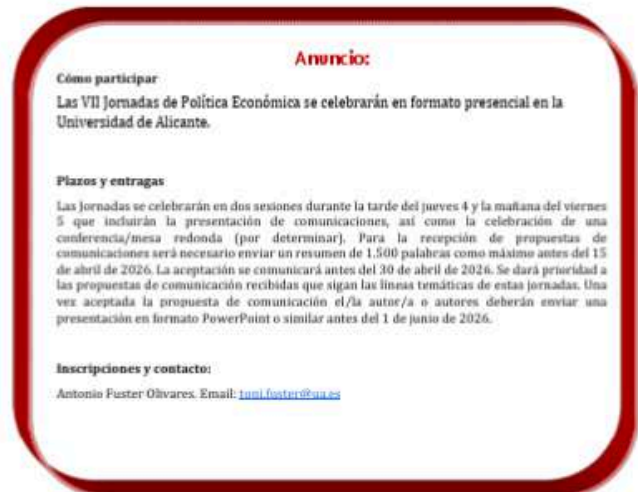 Anuncio:
Cómo participar
Las VII Jornadas de Política Económica se celebrarán en formato presencial en la
Universidad de Alicante.
Plazos y entragas
Las Jornadas se celebrarán en dos sesiones durante la tarde del jueves 4 y la mañana del viernes
5 que incluirán la presentación de comunicaciones, así como la celebración de una
conferencia/mesa redonda (por determinar). Para la recepción de propuestas de
comunicaciones será necesario enviar un resumen de 1.500 palabras como máximo antes del 15
de abril de 2026. La aceptación se comunicará antes del 30 de abril de 2026. Se dará prioridad a
las propuestas de comunicación recibidas que sigan las líneas temáticas de estas jornadas. Una
vez aceptada la propuesta de comunicación el/la autor/a o autores deberán enviar una
presentación en formato PowerPoint o similar antes del 1 de junio de 2026.
Inscripciones y contacto:
Antonio Fuster Olivares. Email: toni.fuster@ua.es